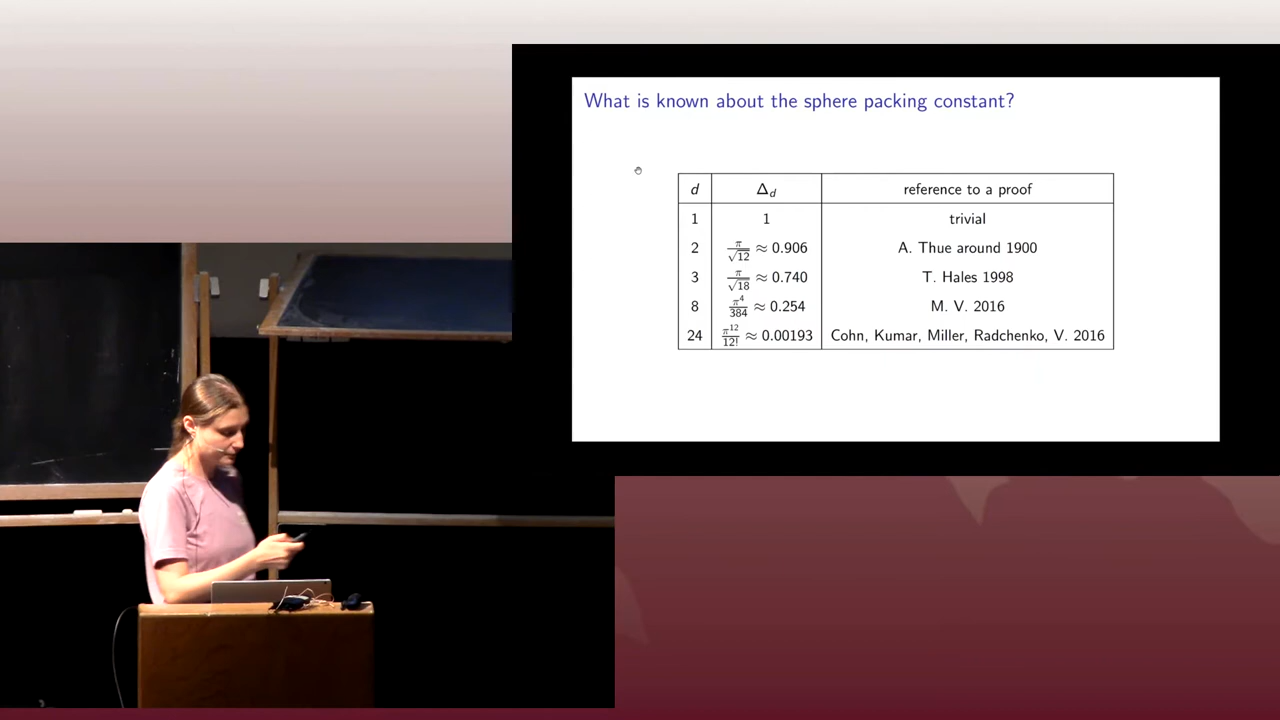 What is known about the sphere packing constant?
d Δ_d reference to a proof
1 1 trivial
2 π/√12 ≈ 0.906 A. Thue around 1900
3 π/√18 ≈ 0.740 T. Hales 1998
8 π^4/384 ≈ 0.254 M. V. 2016
24 π^12/12! ≈ 0.00193 Cohn, Kumar, Miller, Radchenko, V. 2016